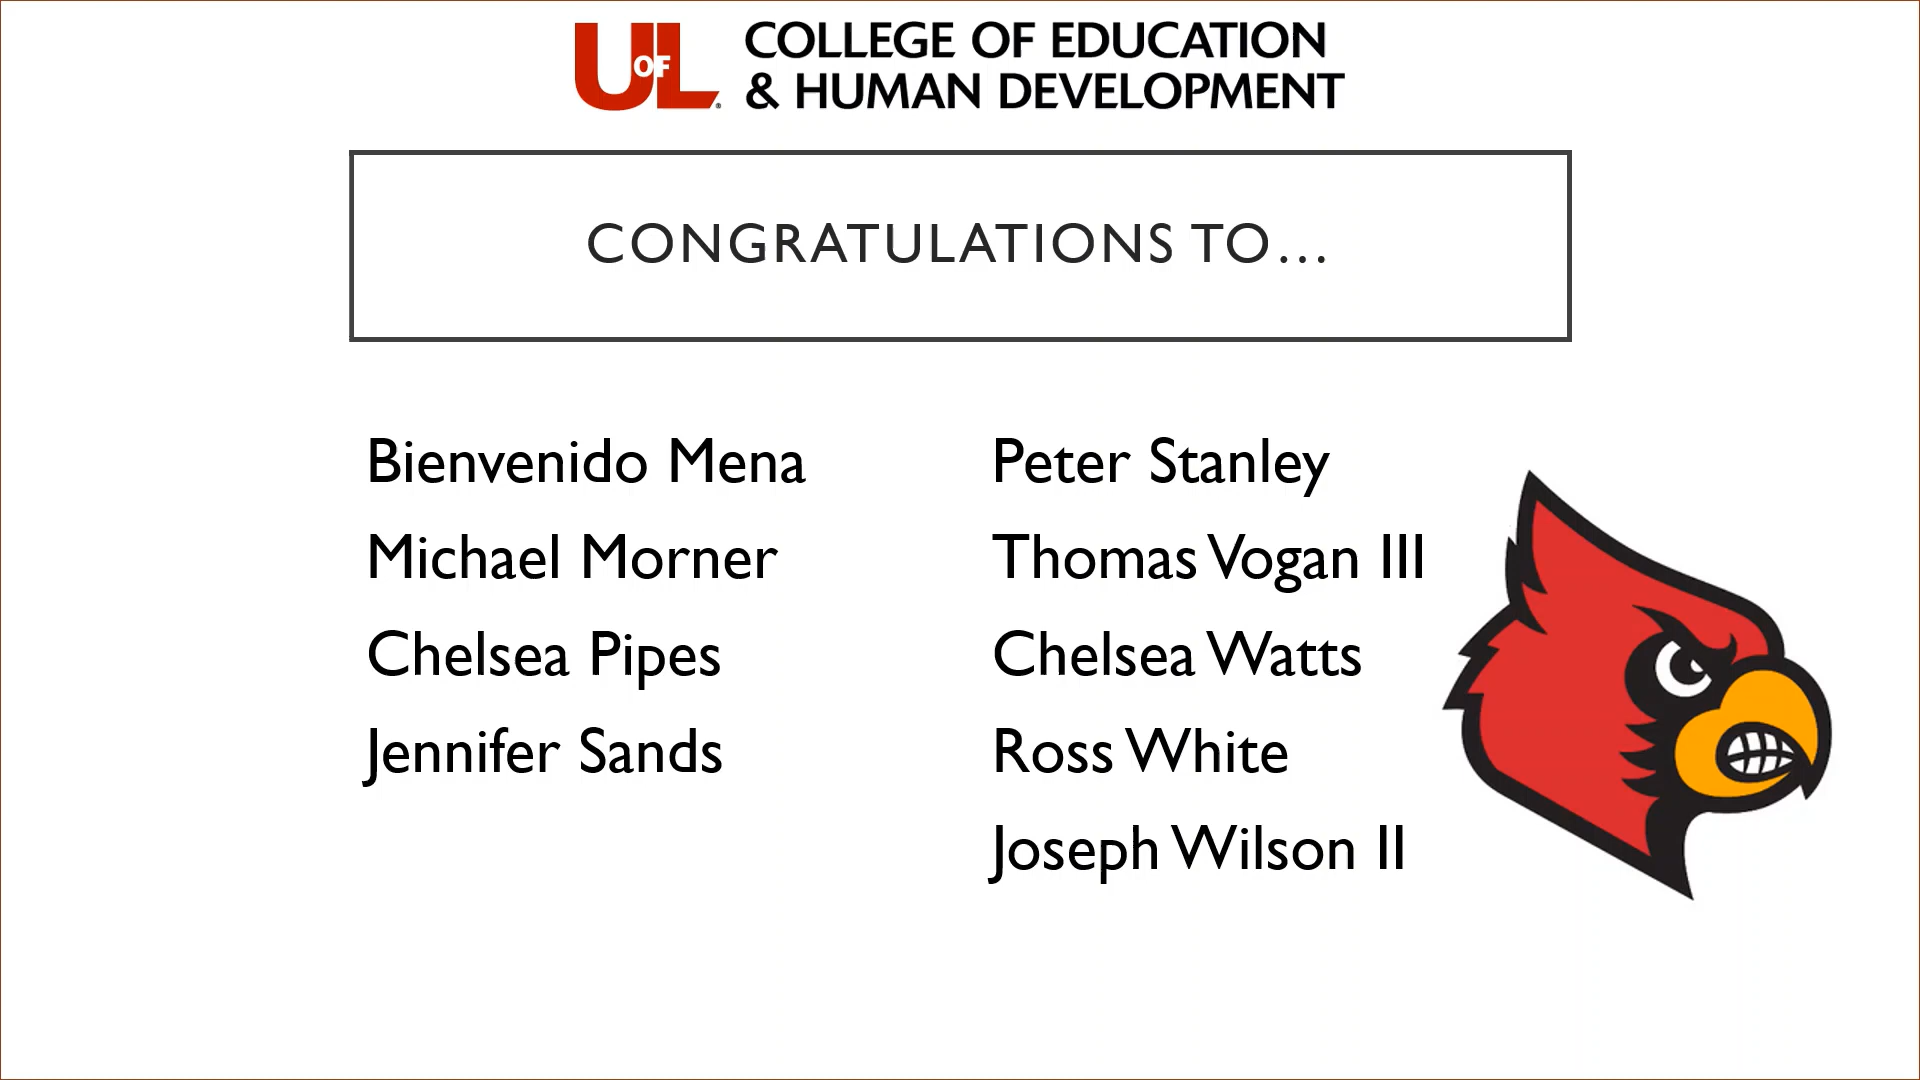 UofL
COLLEGE OF EDUCATION
& HUMAN DEVELOPMENT
CONGRATULATIONS TO…
Bienvenido Mena
Michael Morner
Chelsea Pipes
Jennifer Sands
Peter Stanley
Thomas Vogan III
Chelsea Watts
Ross White
Joseph Wilson II